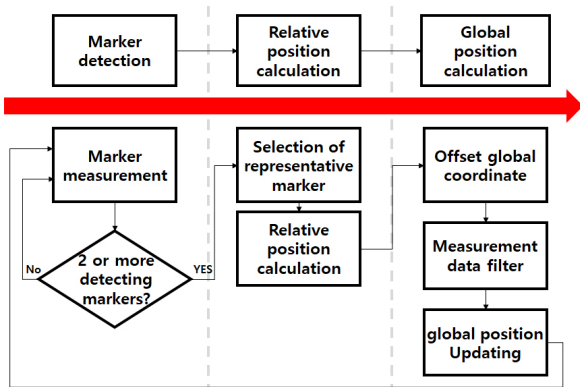 Marker
detection
Relative
position
calculation
Global
position
calculation
Marker
measurement
2 or more
detecting
markers?
No
YES
Selection of
representative
marker
Relative
position
calculation
Offset global
coordinate
Measurement
data filter
global position
Updating